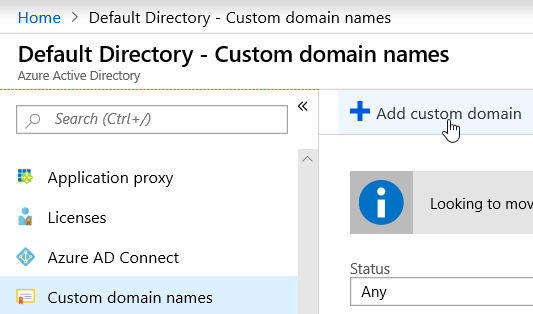 Home > Default Directory - Custom domain names
Default Directory - Custom domain names
Azure Active Directory
Search (Ctrl+/)
«
Application proxy
Licenses
Azure AD Connect
Custom domain names
+ Add custom domain
Looking to mov
Status
Any